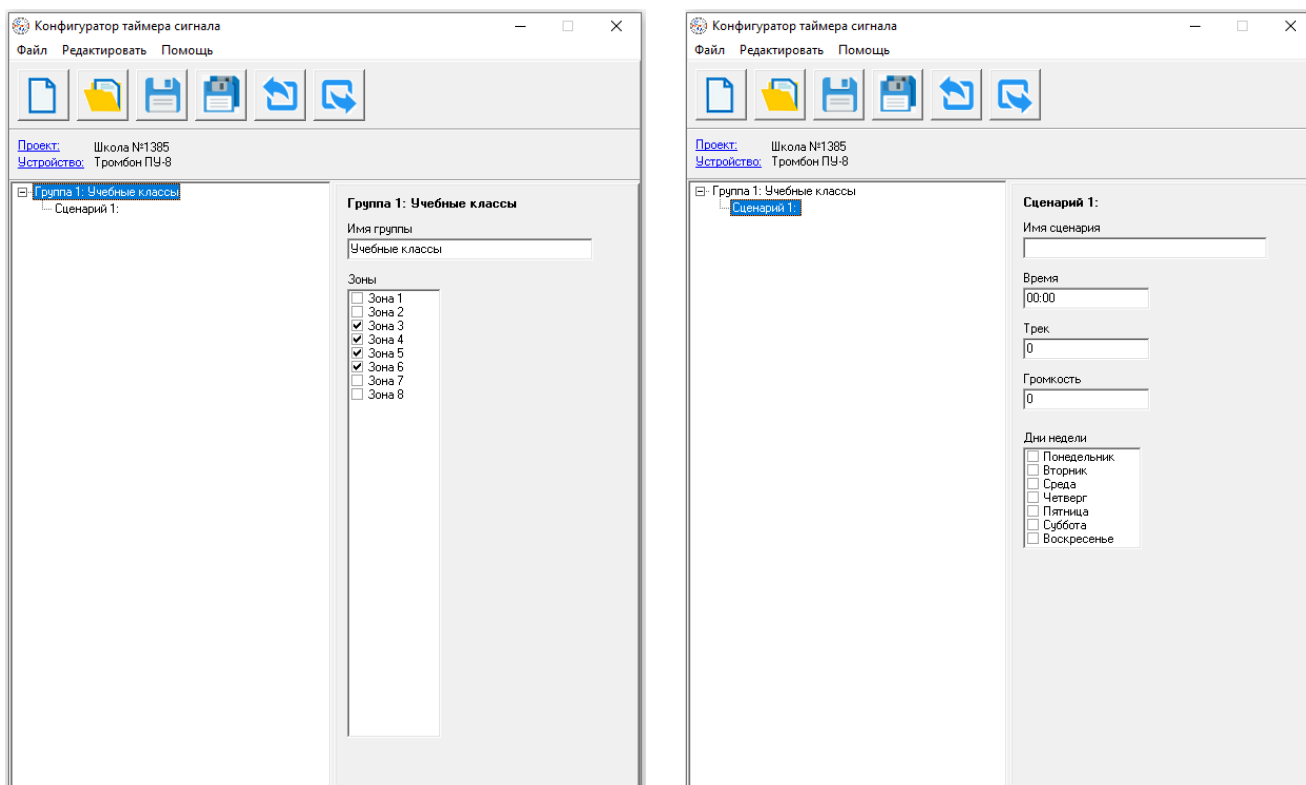 Конфигуратор таймера сигнала
Файл Редактировать Помощь
Проект: Школа №1385
Устройство: Тромбон ПУ-8
Группа 1: Учебные классы
Сценарий 1:
Группа 1: Учебные классы
Имя группы
Учебные классы
Зоны
Зона 1
Зона 2
Зона 3
Зона 4
Зона 5
Зона 6
Зона 7
Зона 8
Конфигуратор таймера сигнала
Файл Редактировать Помощь
Проект: Школа №1385
Устройство: Тромбон ПУ-8
Группа 1: Учебные классы
Сценарий 1:
Сценарий 1:
Имя сценария
Время
00:00
Трек
0
Громкость
0
Дни недели
Понедельник
Вторник
Среда
Четверг
Пятница
Суббота
Воскресенье